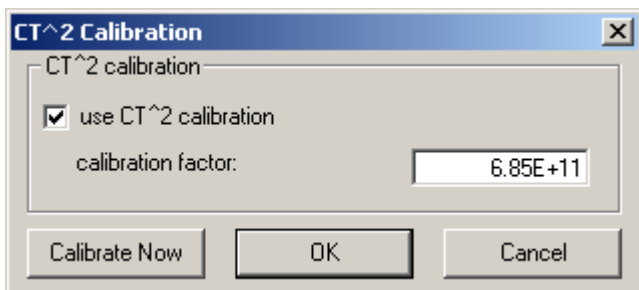 CT^2 Calibration
CT^2 calibration
use CT^2 calibration
calibration factor: 6.85E+11
Calibrate Now OK Cancel